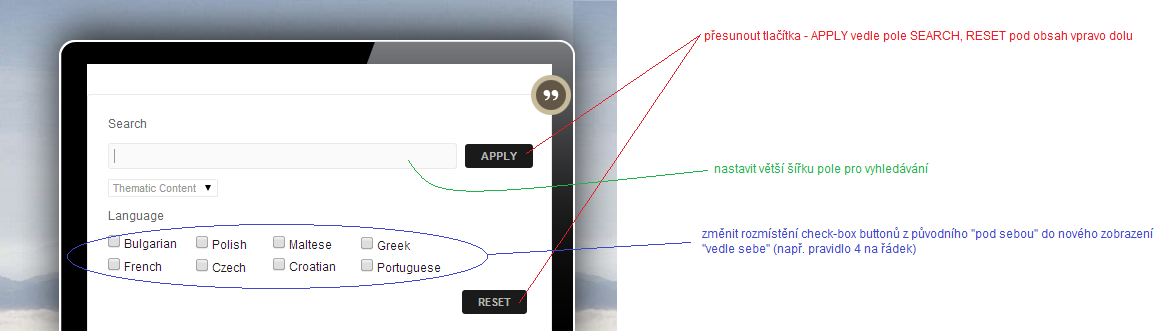 přesunout tlačítka - APPLY vedle pole SEARCH, RESET pod obsah vpravo dolu
”
Search
APPLY
nastavit větší šířku pole pro vyhledávání
Thematic Content ▼
Language
změnit rozmístění check-box buttonů z původního "pod sebou" do nového zobrazení
"vedle sebe" (např. pravidlo 4 na řádek)
Bulgarian Polish Maltese Greek
French Czech Croatian Portuguese
RESET